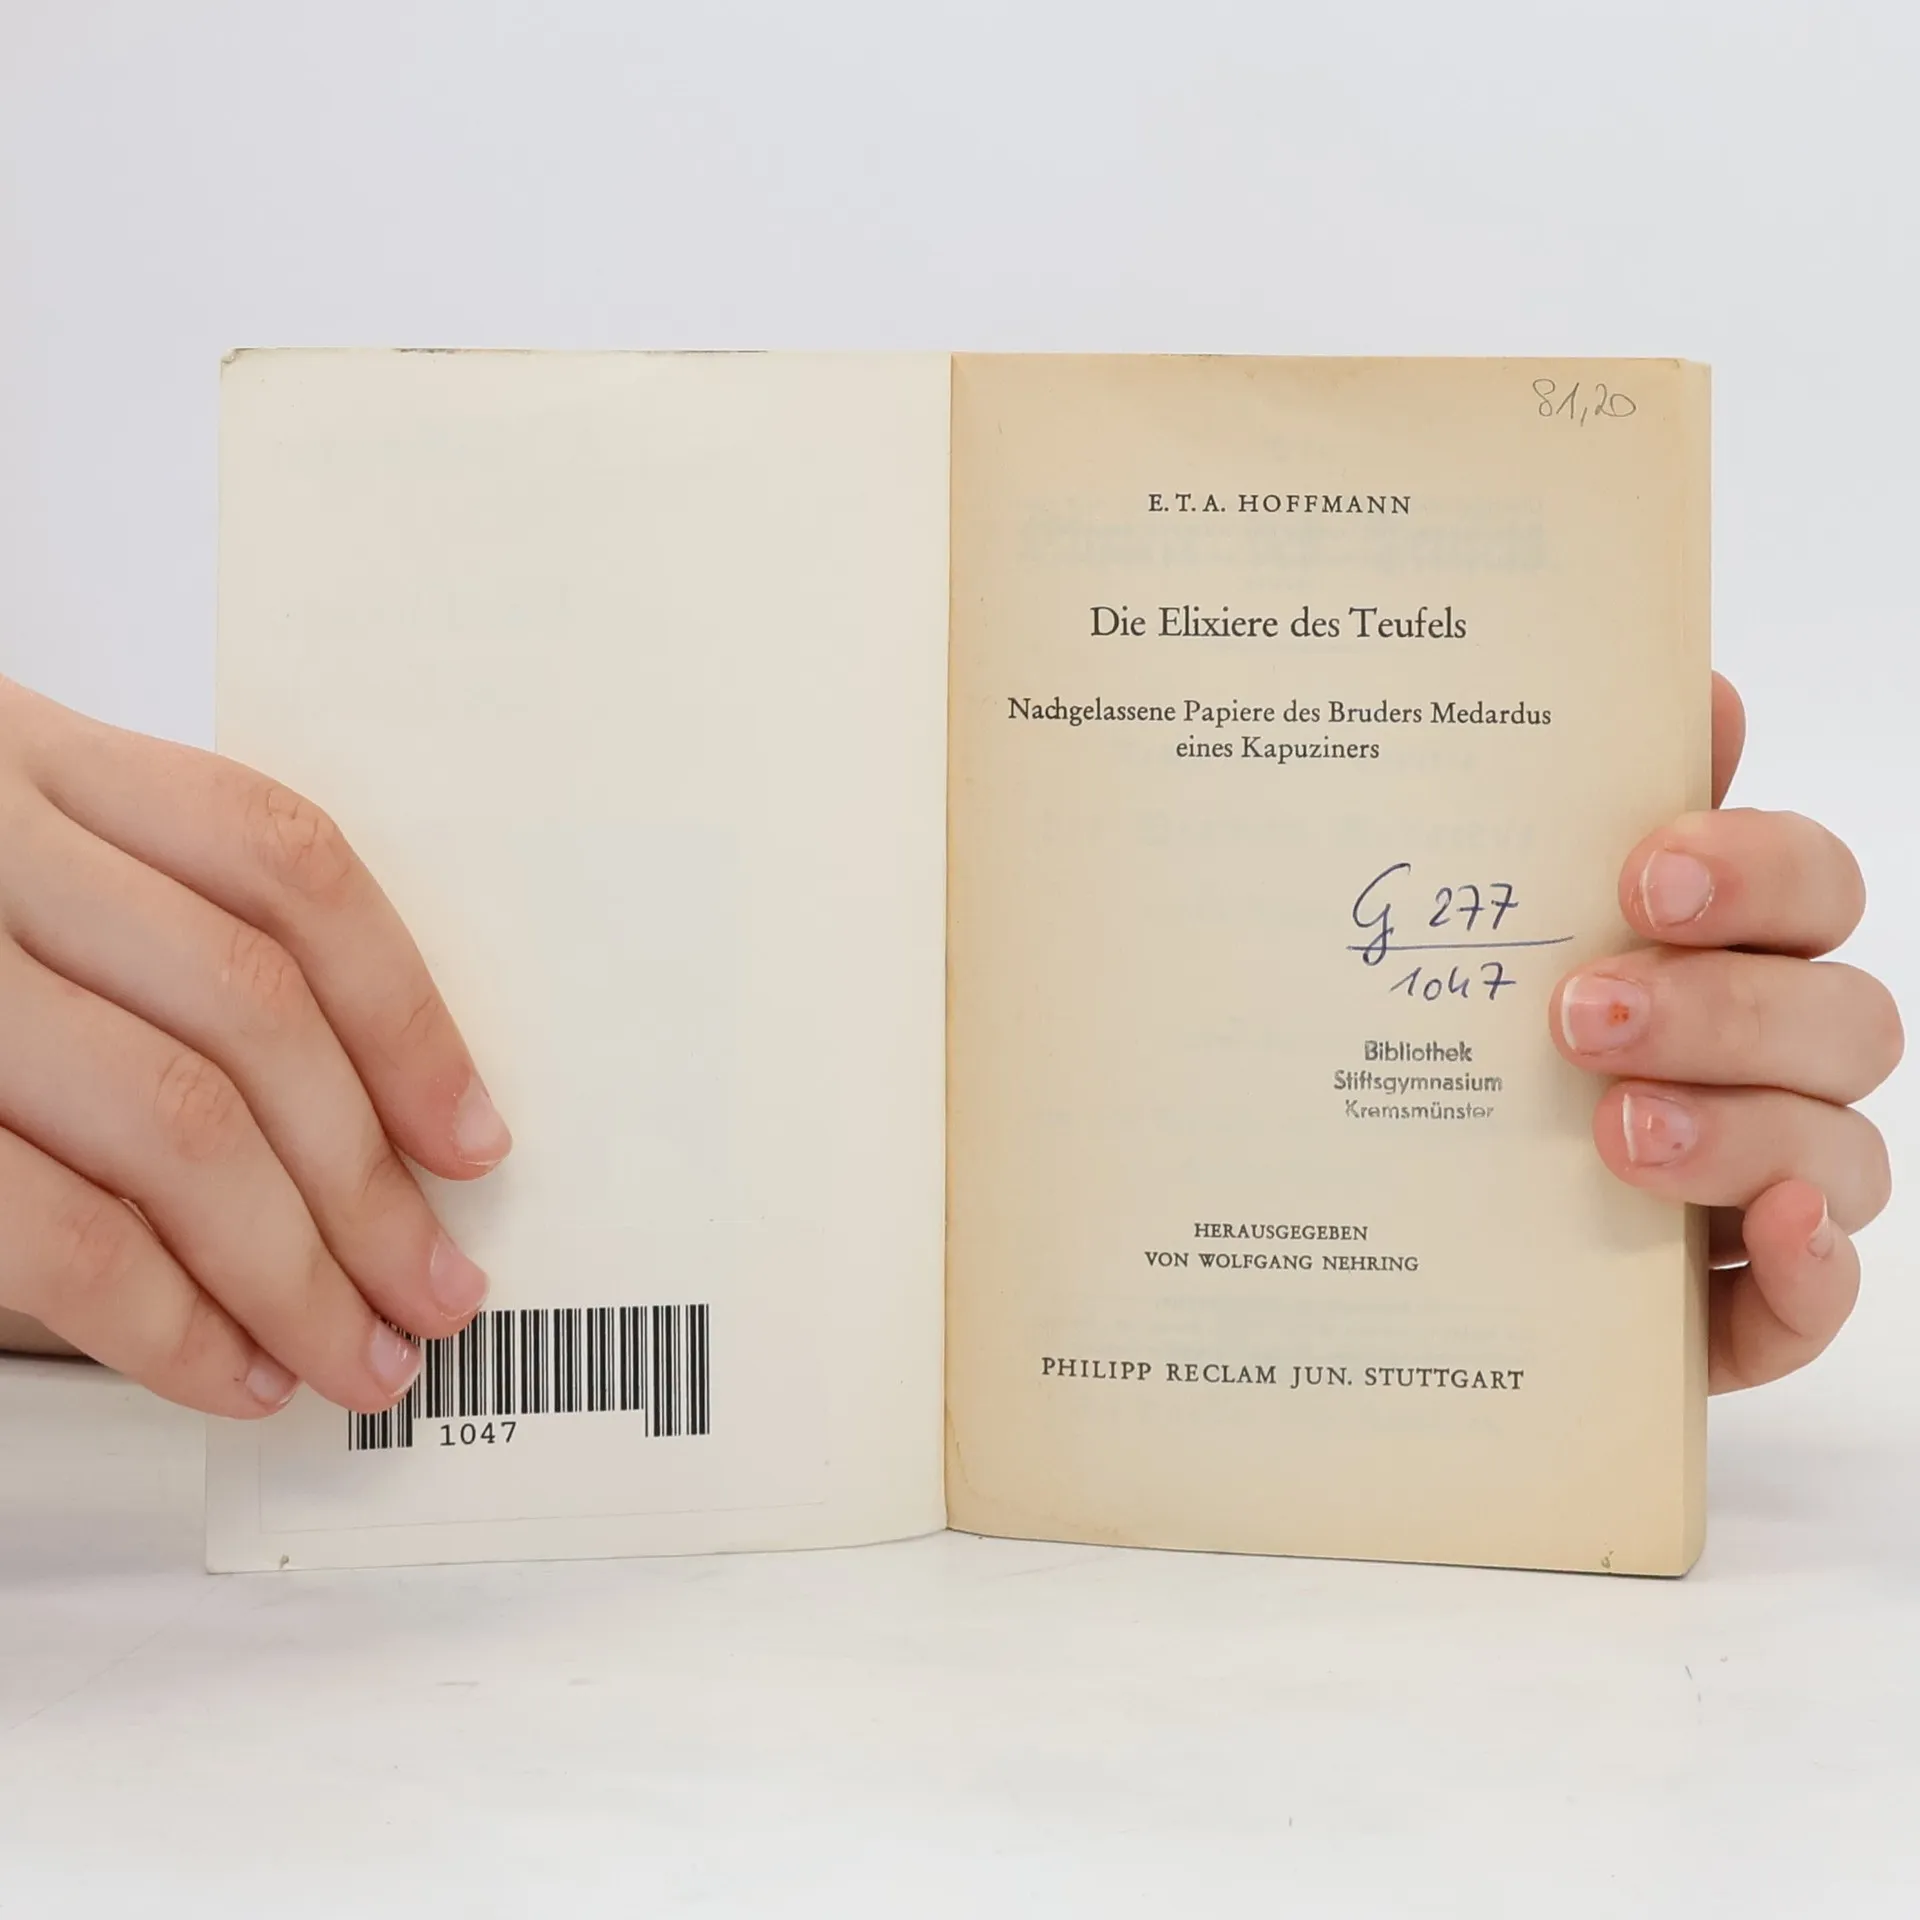 1047
81,20
E. T. A. HOFFMANN
Die Elixiere des Teufels
Nachgelassene Papiere des Bruders Medardus
eines Kapuziners
G 277
1047
Bibliothek
Stiftsgymnasium
Kremsmünster
HERAUSGEGEBEN
VON WOLFGANG NEHRING
PHILIPP RECLAM JUN. STUTTGART